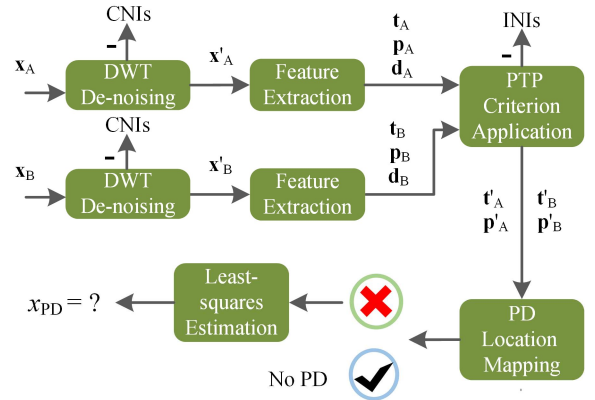 CNIs
INIs
-
-
x_A
DWT
De-noising
x'_A
Feature
Extraction
t_A
p_A
d_A
PTP
Criterion
Application
CNIs
-
x_B
DWT
De-noising
x'_B
Feature
Extraction
t_B
p_B
d_B
t'_A
p'_A
t'_B
p'_B
x_PD = ?
Least-
squares
Estimation
PD
Location
Mapping
No PD